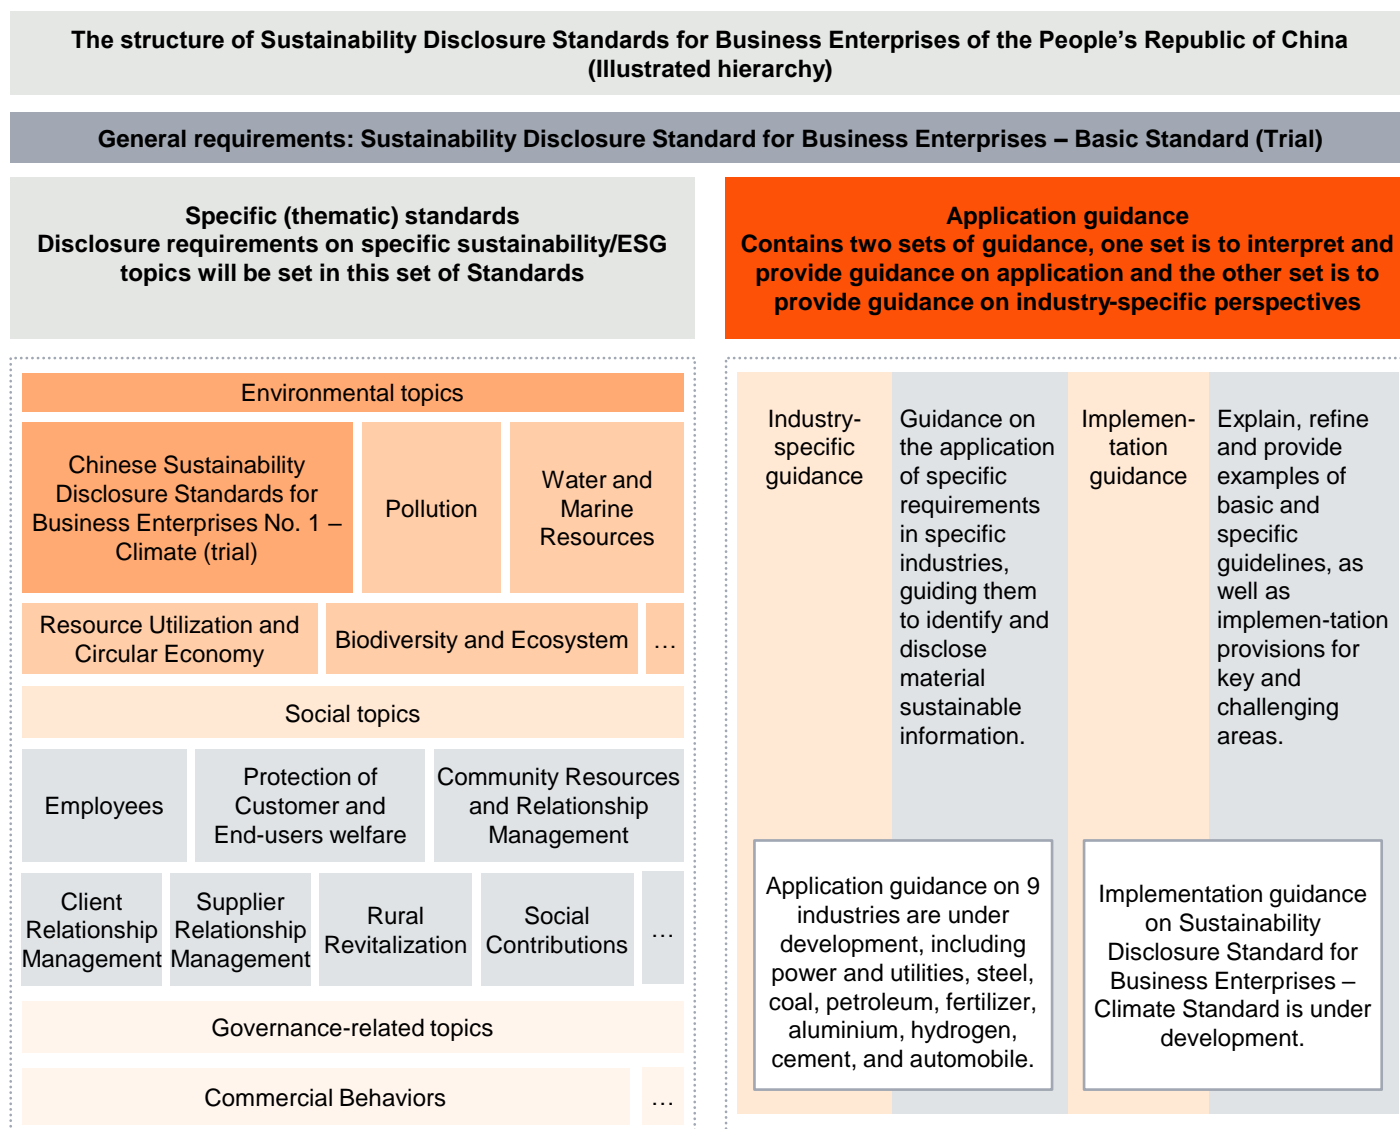 The structure of Sustainability Disclosure Standards for Business Enterprises of the People’s Republic of China
(Illustrated hierarchy)
General requirements: Sustainability Disclosure Standard for Business Enterprises – Basic Standard (Trial)
Specific (thematic) standards
Disclosure requirements on specific sustainability/ESG
topics will be set in this set of Standards
Environmental topics
Chinese Sustainability
Disclosure Standards for
Business Enterprises No. 1 –
Climate (trial)
Pollution
Water and
Marine
Resources
Resource Utilization and
Circular Economy
Biodiversity and Ecosystem
…
Social topics
Employees
Protection of
Customer and
End-users welfare
Community Resources
and Relationship
Management
Client
Relationship
Management
Supplier
Relationship
Management
Rural
Revitalization
Social
Contributions
…
Governance-related topics
Commercial Behaviors
…
Application guidance
Contains two sets of guidance, one set is to interpret and
provide guidance on application and the other set is to
provide guidance on industry-specific perspectives
Industry-
specific
guidance
Guidance on
the application
of specific
requirements
in specific
industries,
guiding them
to identify and
disclose
material
sustainable
information.
Application guidance on 9
industries are under
development, including
power and utilities, steel,
coal, petroleum, fertilizer,
aluminium, hydrogen,
cement, and automobile.
Implemen-
tation
guidance
Explain, refine
and provide
examples of
basic and
specific
guidelines, as
well as
implemen-tation
provisions for
key and
challenging
areas.
Implementation guidance
on Sustainability
Disclosure Standard for
Business Enterprises –
Climate Standard is under
development.